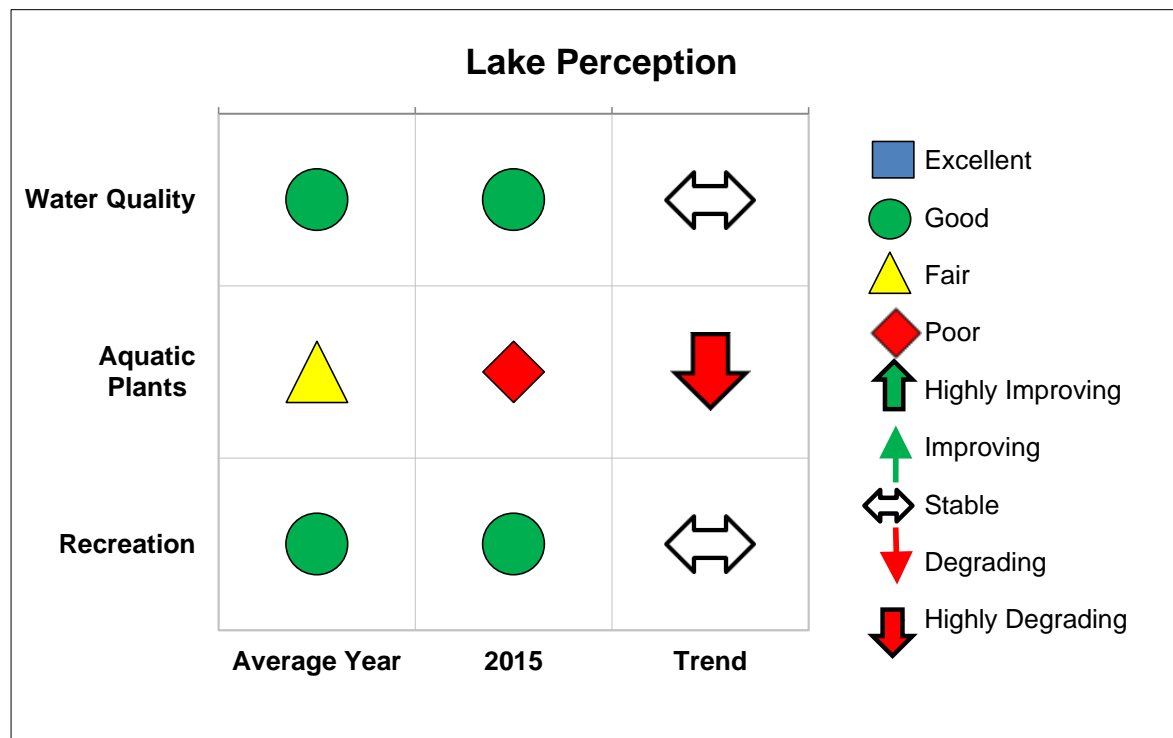 Lake Perception
Water Quality
Aquatic
Plants
Recreation
Average Year
2015
Trend
Excellent
Good
Fair
Poor
Highly Improving
Improving
Stable
Degrading
Highly Degrading